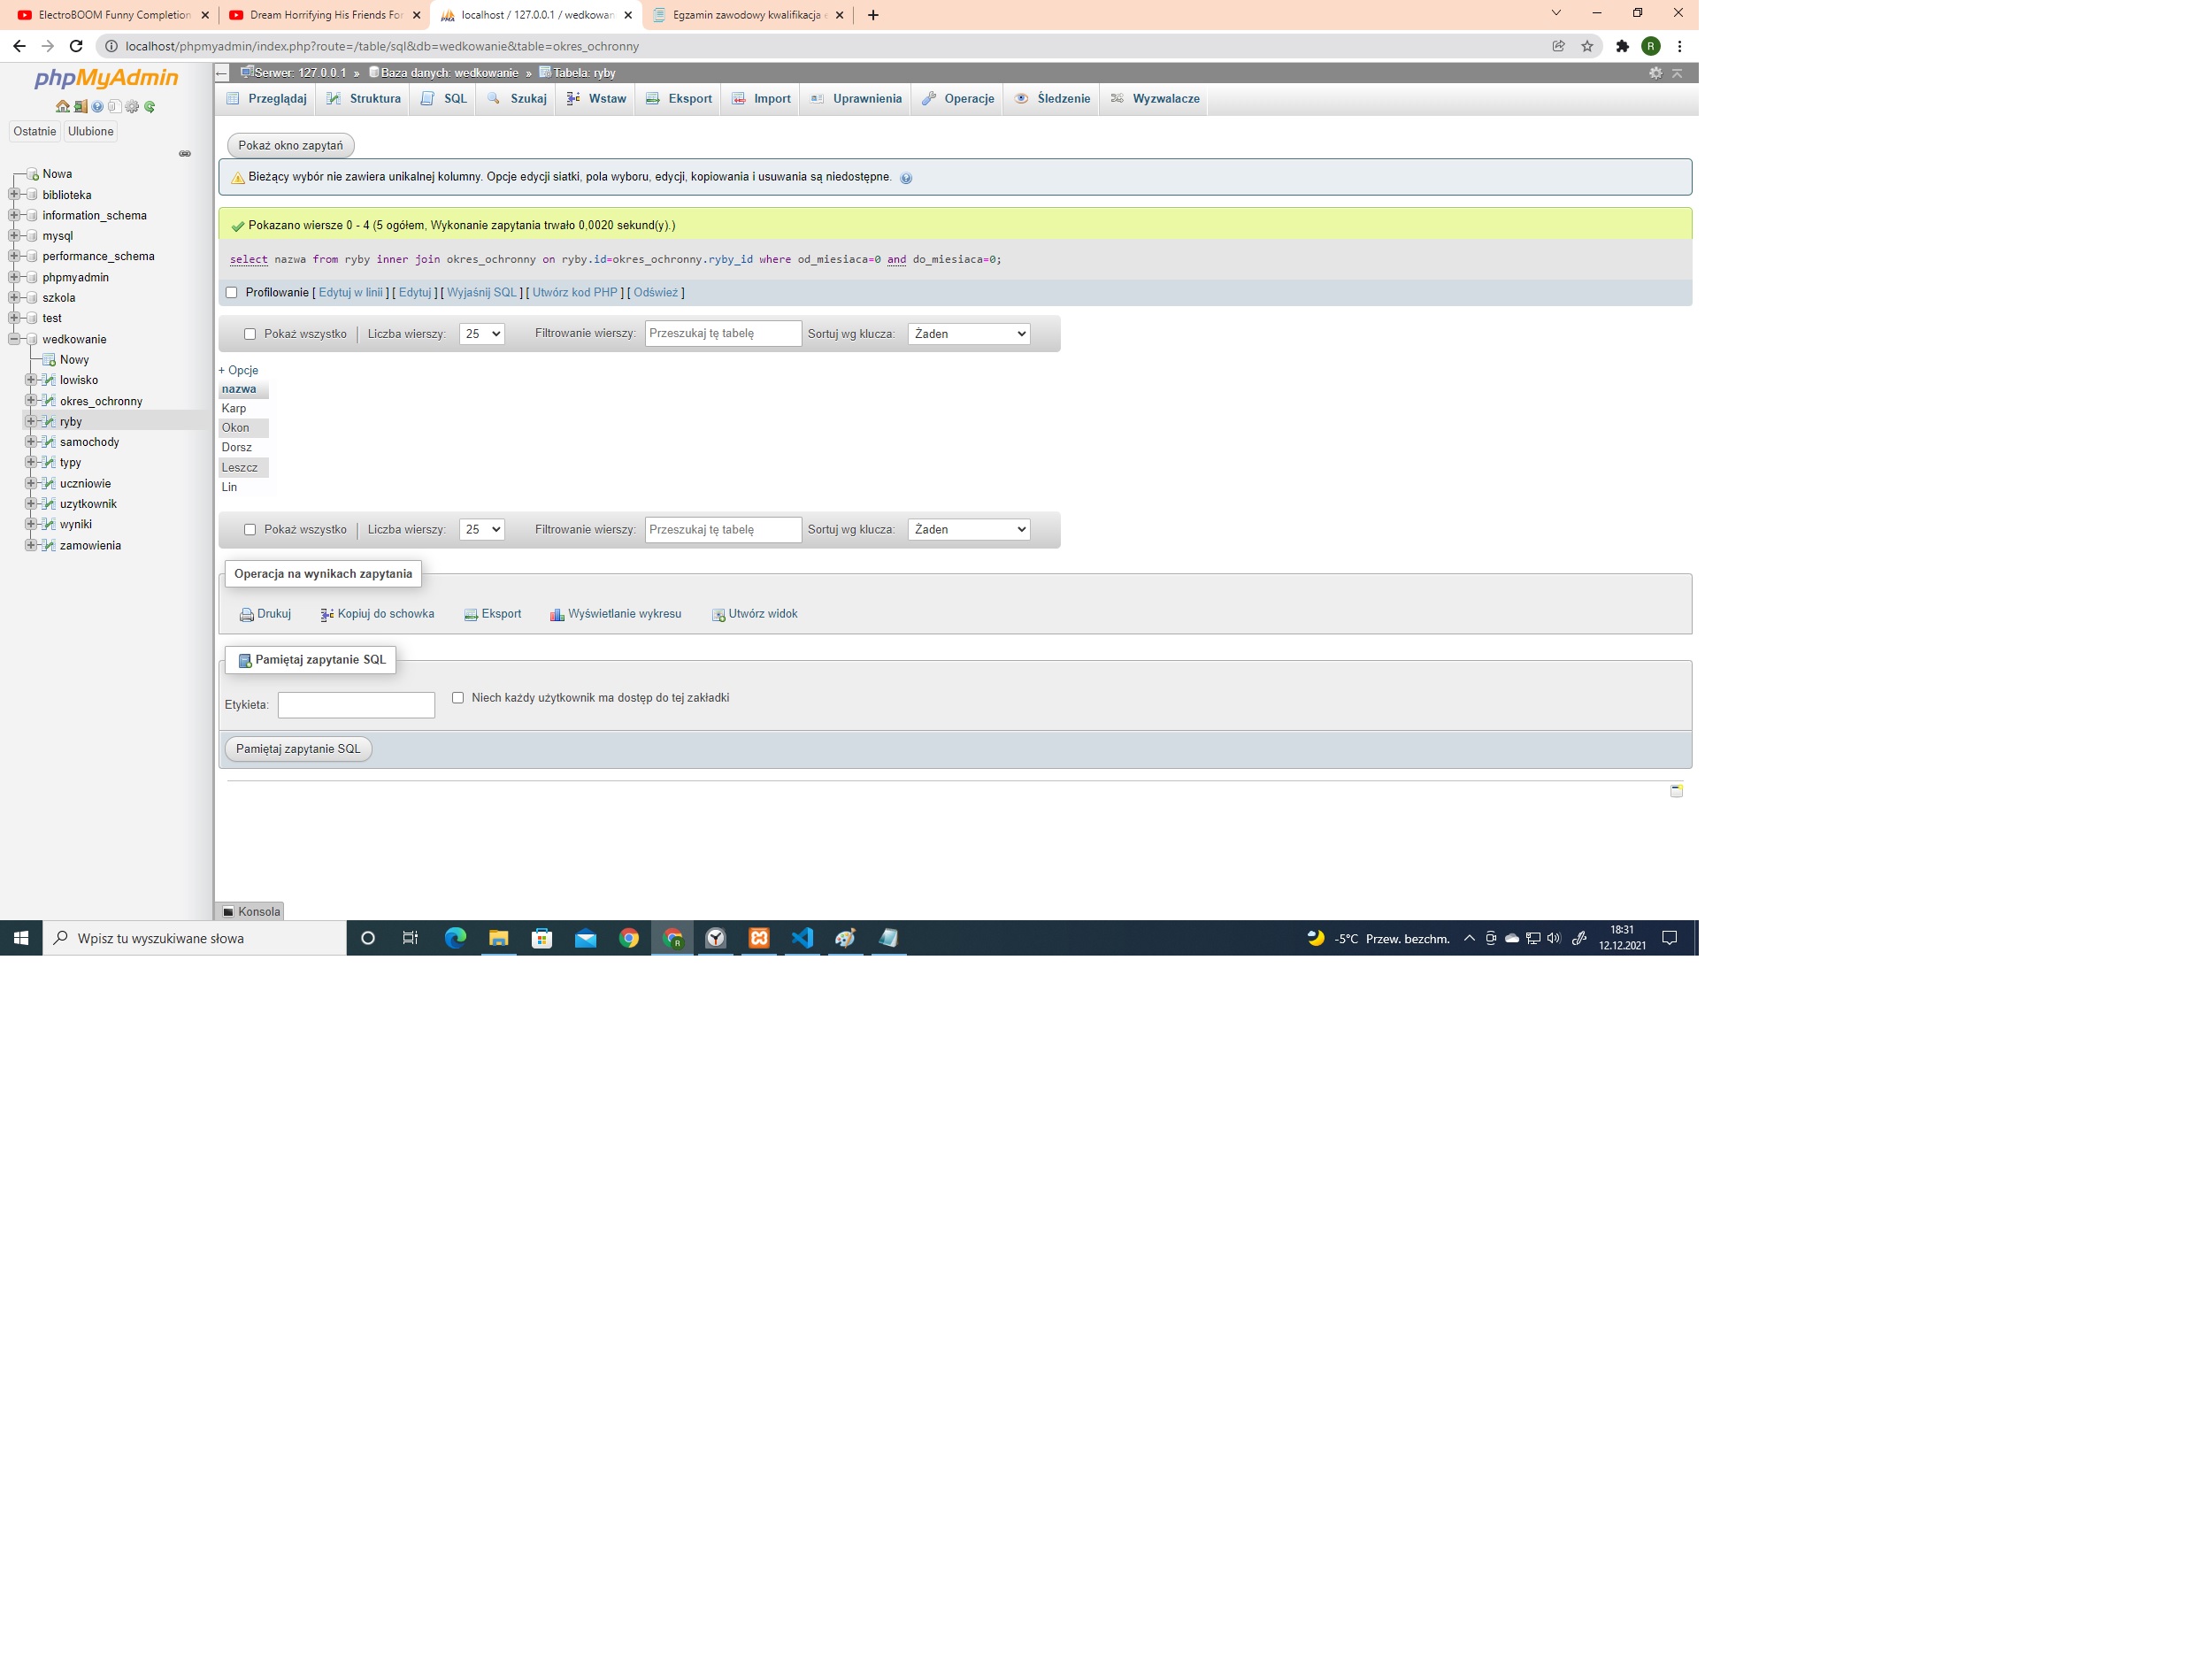 ElectroBOOM Funny Completion
Dream Horrifying His Friends For
localhost / 127.0.0.1 / wedkowan
Egzamin zawodowy kwalifikacja e
localhost/phpmyadmin/index.php?route=/table/sql&db=wedkowanie&table=okres_ochronny
R
phpMyAdmin
Ostatnie
Ulubione
Nowa
biblioteka
information_schema
mysql
performance_schema
phpmyadmin
szkola
test
wedkowanie
Nowy
lowisko
okres_ochronny
ryby
samochody
typy
uczniowie
uzytkownik
wyniki
zamowienia
Serwer: 127.0.0.1 » Baza danych: wedkowanie » Tabela: ryby
Przeglądaj Struktura SQL Szukaj Wstaw Eksport Import Uprawnienia Operacje Śledzenie Wyzwalacze
Pokaż okno zapytań
Bieżący wybór nie zawiera unikalnej kolumny. Opcje edycji siatki, pola wyboru, edycji, kopiowania i usuwania są niedostępne.
Pokazano wiersze 0 - 4 (5 ogółem, Wykonanie zapytania trwało 0,0020 sekund(y).)
select nazwa from ryby inner join okres_ochronny on ryby.id=okres_ochronny.ryby_id where od_miesiaca=0 and do_miesiaca=0;
Profilowanie [ Edytuj w linii ] [ Edytuj ] [ Wyjaśnij SQL ] [ Utwórz kod PHP ] [ Odśwież ]
Pokaż wszystko | Liczba wierszy: 25 Filtrowanie wierszy: Przeszukaj tę tabelę Sortuj wg klucza: Żaden
+ Opcje
nazwa
Karp
Okon
Dorsz
Leszcz
Lin
Pokaż wszystko | Liczba wierszy: 25 Filtrowanie wierszy: Przeszukaj tę tabelę Sortuj wg klucza: Żaden
Operacja na wynikach zapytania
Drukuj Kopiuj do schowka Eksport Wyświetlanie wykresu Utwórz widok
Pamiętaj zapytanie SQL
Etykieta: Niech każdy użytkownik ma dostęp do tej zakładki
Pamiętaj zapytanie SQL
Konsola
Wpisz tu wyszukiwane słowa
R
-5°C Przew. bezchm.
18:31
12.12.2021